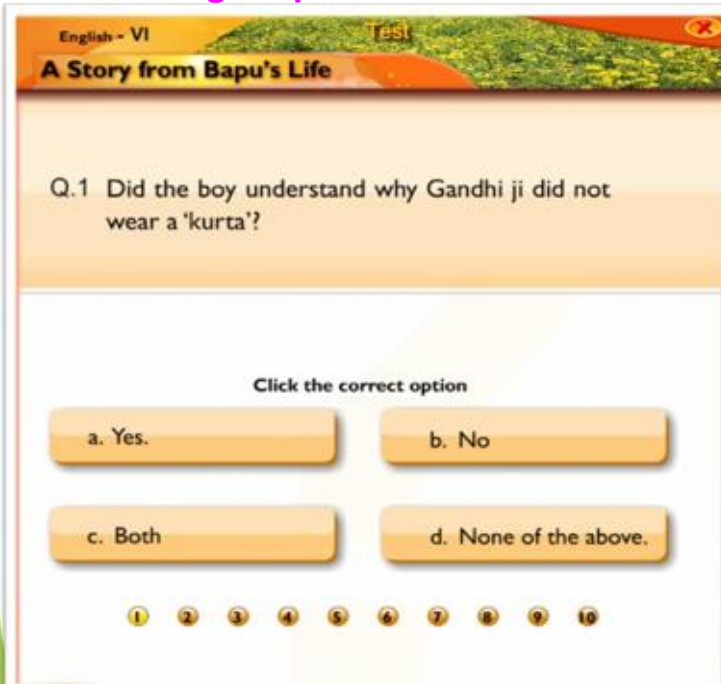 English - VI
Test
A Story from Bapu's Life
Q.1 Did the boy understand why Gandhi ji did not
wear a 'kurta'?
Click the correct option
a. Yes.
b. No
c. Both
d. None of the above.
1 2 3 4 5 6 7 8 9 10